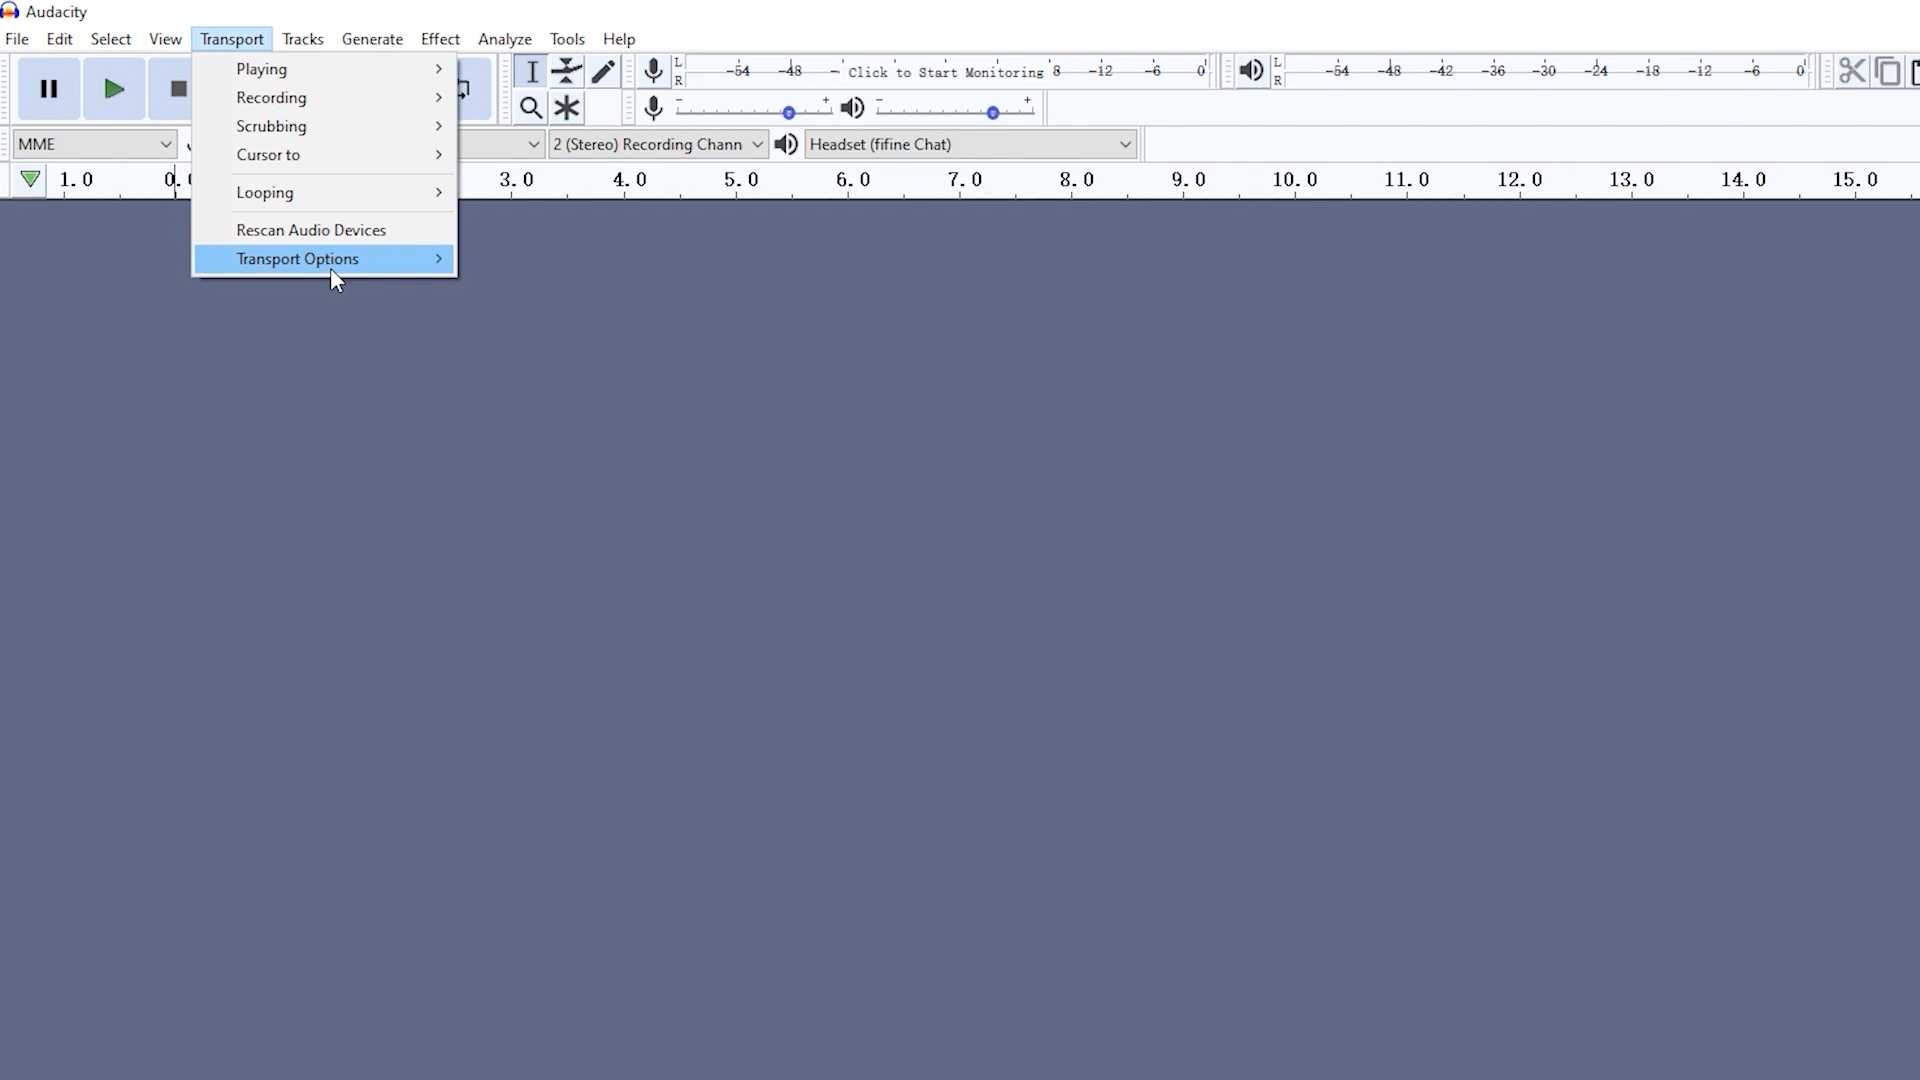 Audacity
File Edit Select View Transport Tracks Generate Effect Analyze Tools Help
Playing
Recording
Scrubbing
Cursor to
Looping
Rescan Audio Devices
Transport Options
L
R
-54 -48 - Click to Start Monitoring 8 -12 -6 0
L
R
-54 -48 -42 -36 -30 -24 -18 -12 -6 0
- + - +
MME
2 (Stereo) Recording Chann
Headset (fifine Chat)
1.0 0. 3.0 4.0 5.0 6.0 7.0 8.0 9.0 10.0 11.0 12.0 13.0 14.0 15.0